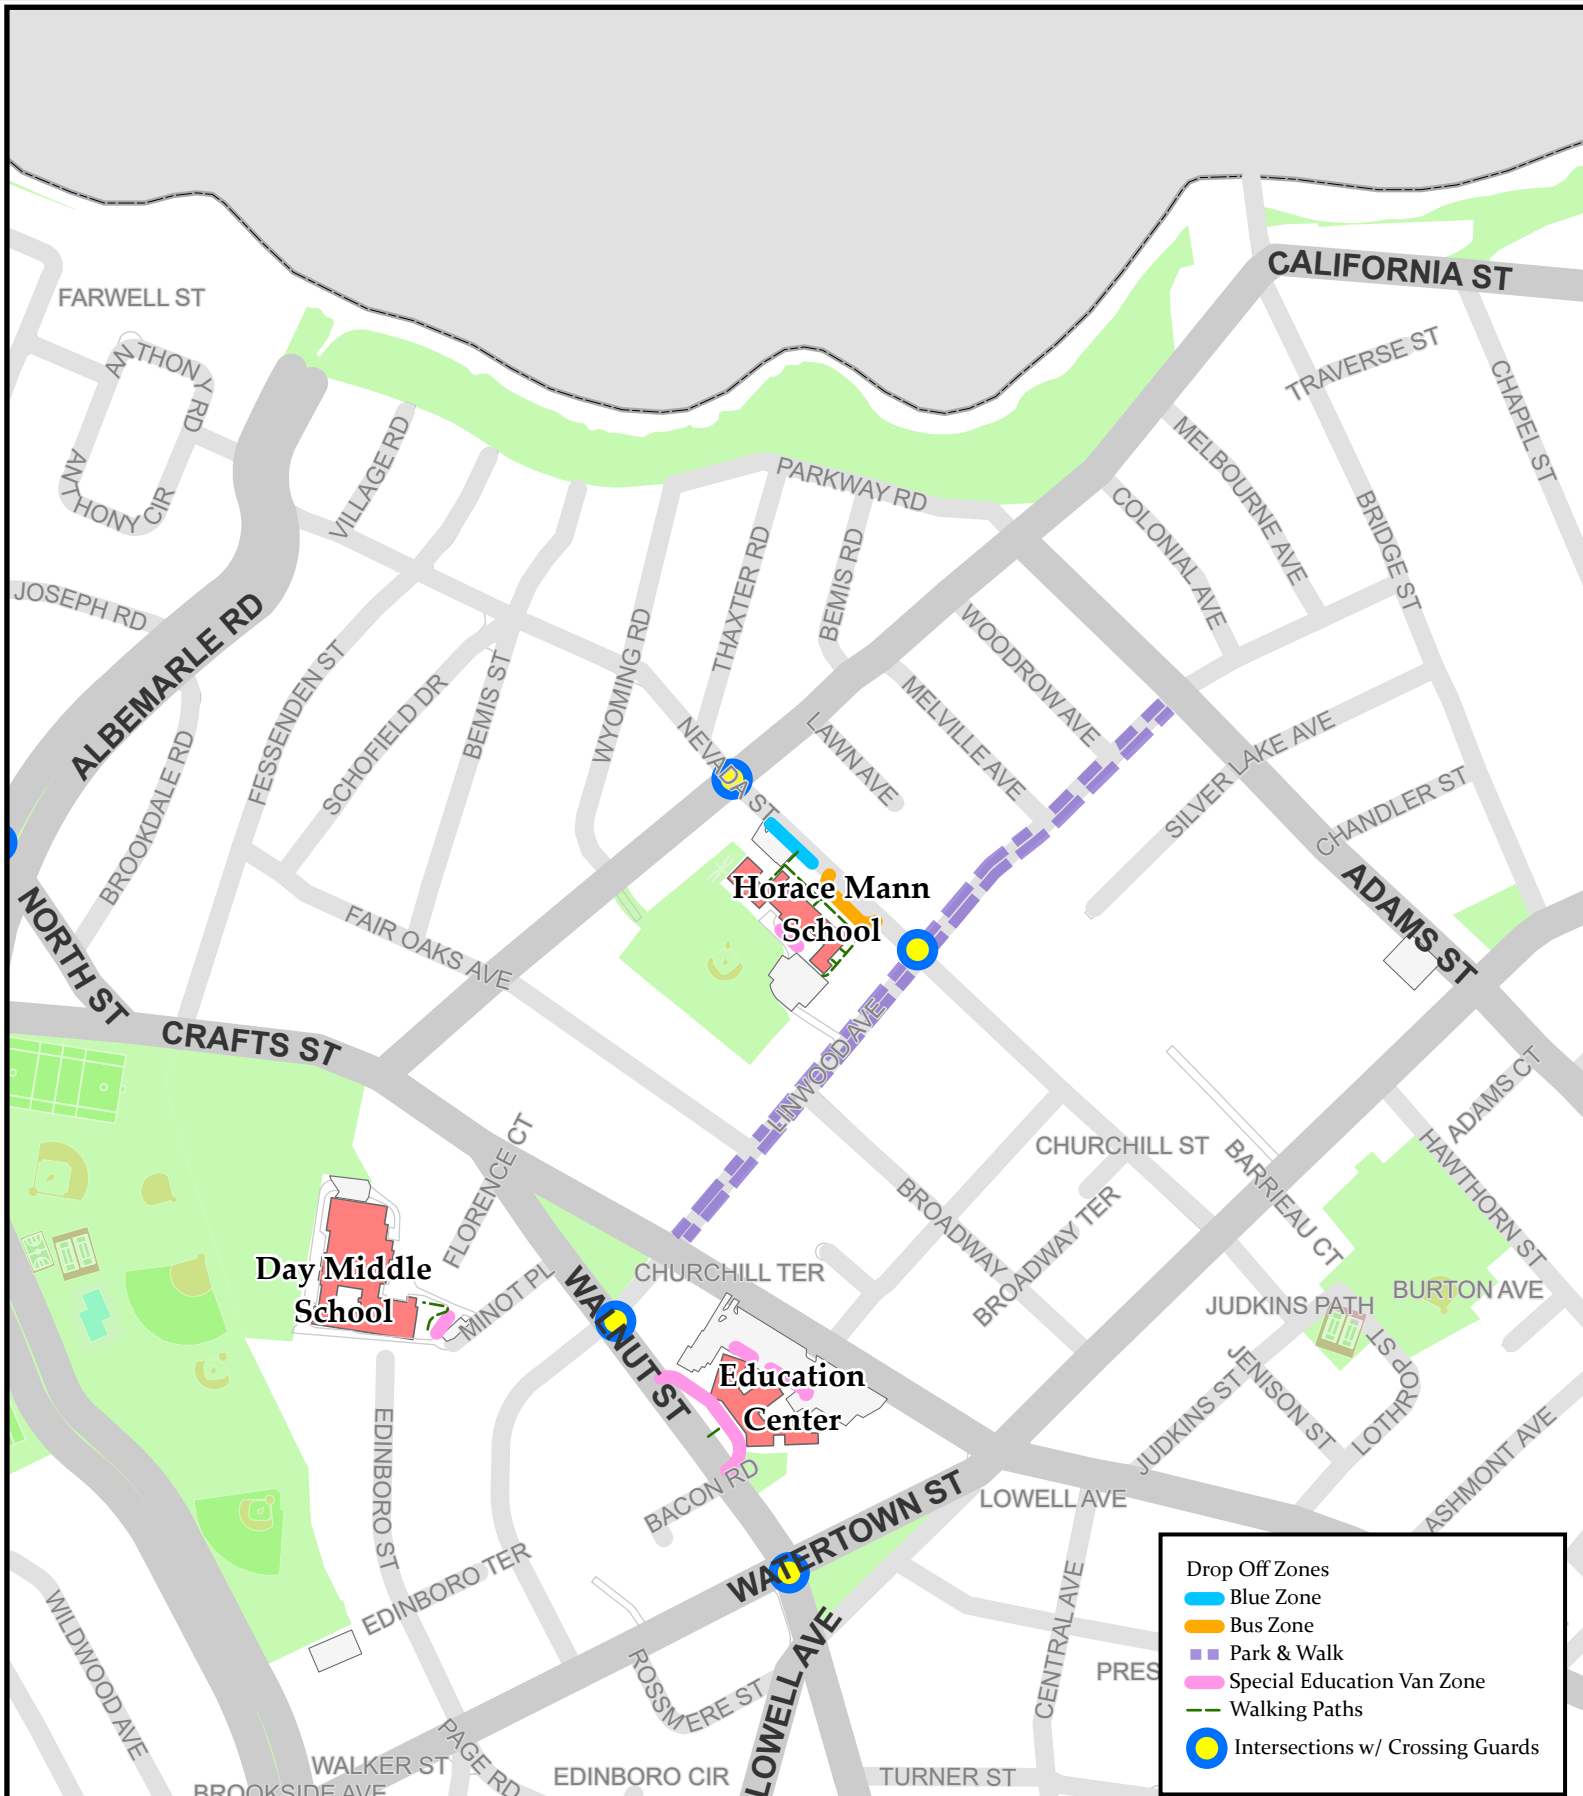 CALIFORNIA ST
FARWELL ST
ANTHONY RD
TRAVERSE ST
CHAPEL ST
VILLAGE RD
PARKWAY RD
MELBOURNE AVE
ANTHONY CIR
COLONIAL AVE
BRIDGE ST
THAXTER RD
BEMIS RD
JOSEPH RD
ALBEMARLE RD
WYOMING RD
WOODROW AVE
FESSENDEN ST
BEMIS ST
SCHOFIELD DR
MELVILLE AVE
NEVADA ST
LAWN AVE
SILVER LAKE AVE
BROOKDALE RD
CHANDLER ST
Horace Mann
School
ADAMS ST
NORTH ST
FAIR OAKS AVE
CRAFTS ST
LINWOOD AVE
ADAMS CT
CHURCHILL ST
FLORENCE CT
BARRIEAU CT
HAWTHORN ST
BROADWAY
BROADWAY TER
Day Middle
School
CHURCHILL TER
MINOT PL
WALNUT ST
JUDKINS PATH
BURTON AVE
Education
Center
JENISON ST
LOTHROP ST
JUDKINS ST
EDINBORO ST
BACON RD
WATERTOWN ST
LOWELL AVE
ASHMONT AVE
EDINBORO TER
WILDWOOD AVE
CENTRAL AVE
ROSSMERE ST
LOWELL AVE
PRES
PAGE RD
WALKER ST
BROOKSIDE AVE
EDINBORO CIR
TURNER ST
Drop Off Zones
Blue Zone
Bus Zone
Park & Walk
Special Education Van Zone
Walking Paths
Intersections w/ Crossing Guards